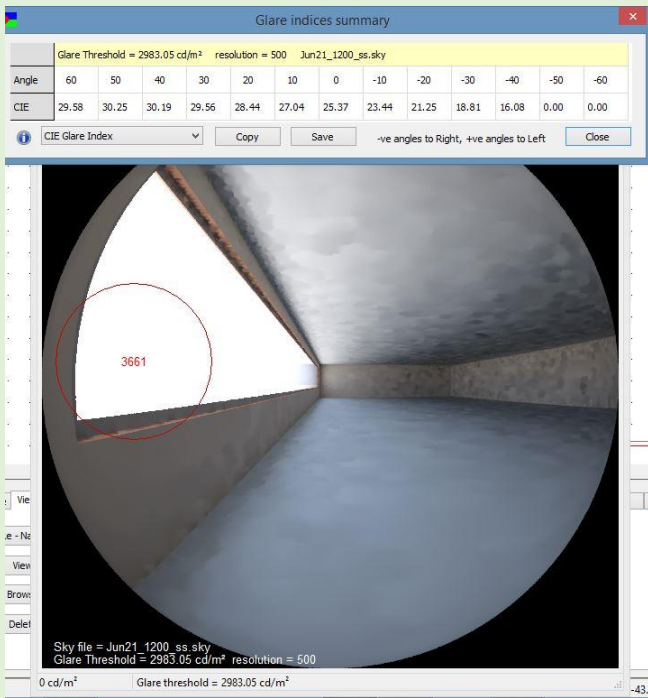 Glare indices summary
Glare Threshold = 2983.05 cd/m² resolution = 500 Jun21_1200_ss.sky
Angle 60 50 40 30 20 10 0 -10 -20 -30 -40 -50 -60
CIE 29.58 30.25 30.19 29.56 28.44 27.04 25.37 23.44 21.25 18.81 16.08 0.00 0.00
CIE Glare Index Copy Save -ve angles to Right, +ve angles to Left Close
3661
Vie
e - Na
View
Brows
Delet
Sky file = Jun21_1200_ss.sky
Glare Threshold = 2983.05 cd/m² resolution = 500
0 cd/m² Glare threshold = 2983.05 cd/m²
-43.